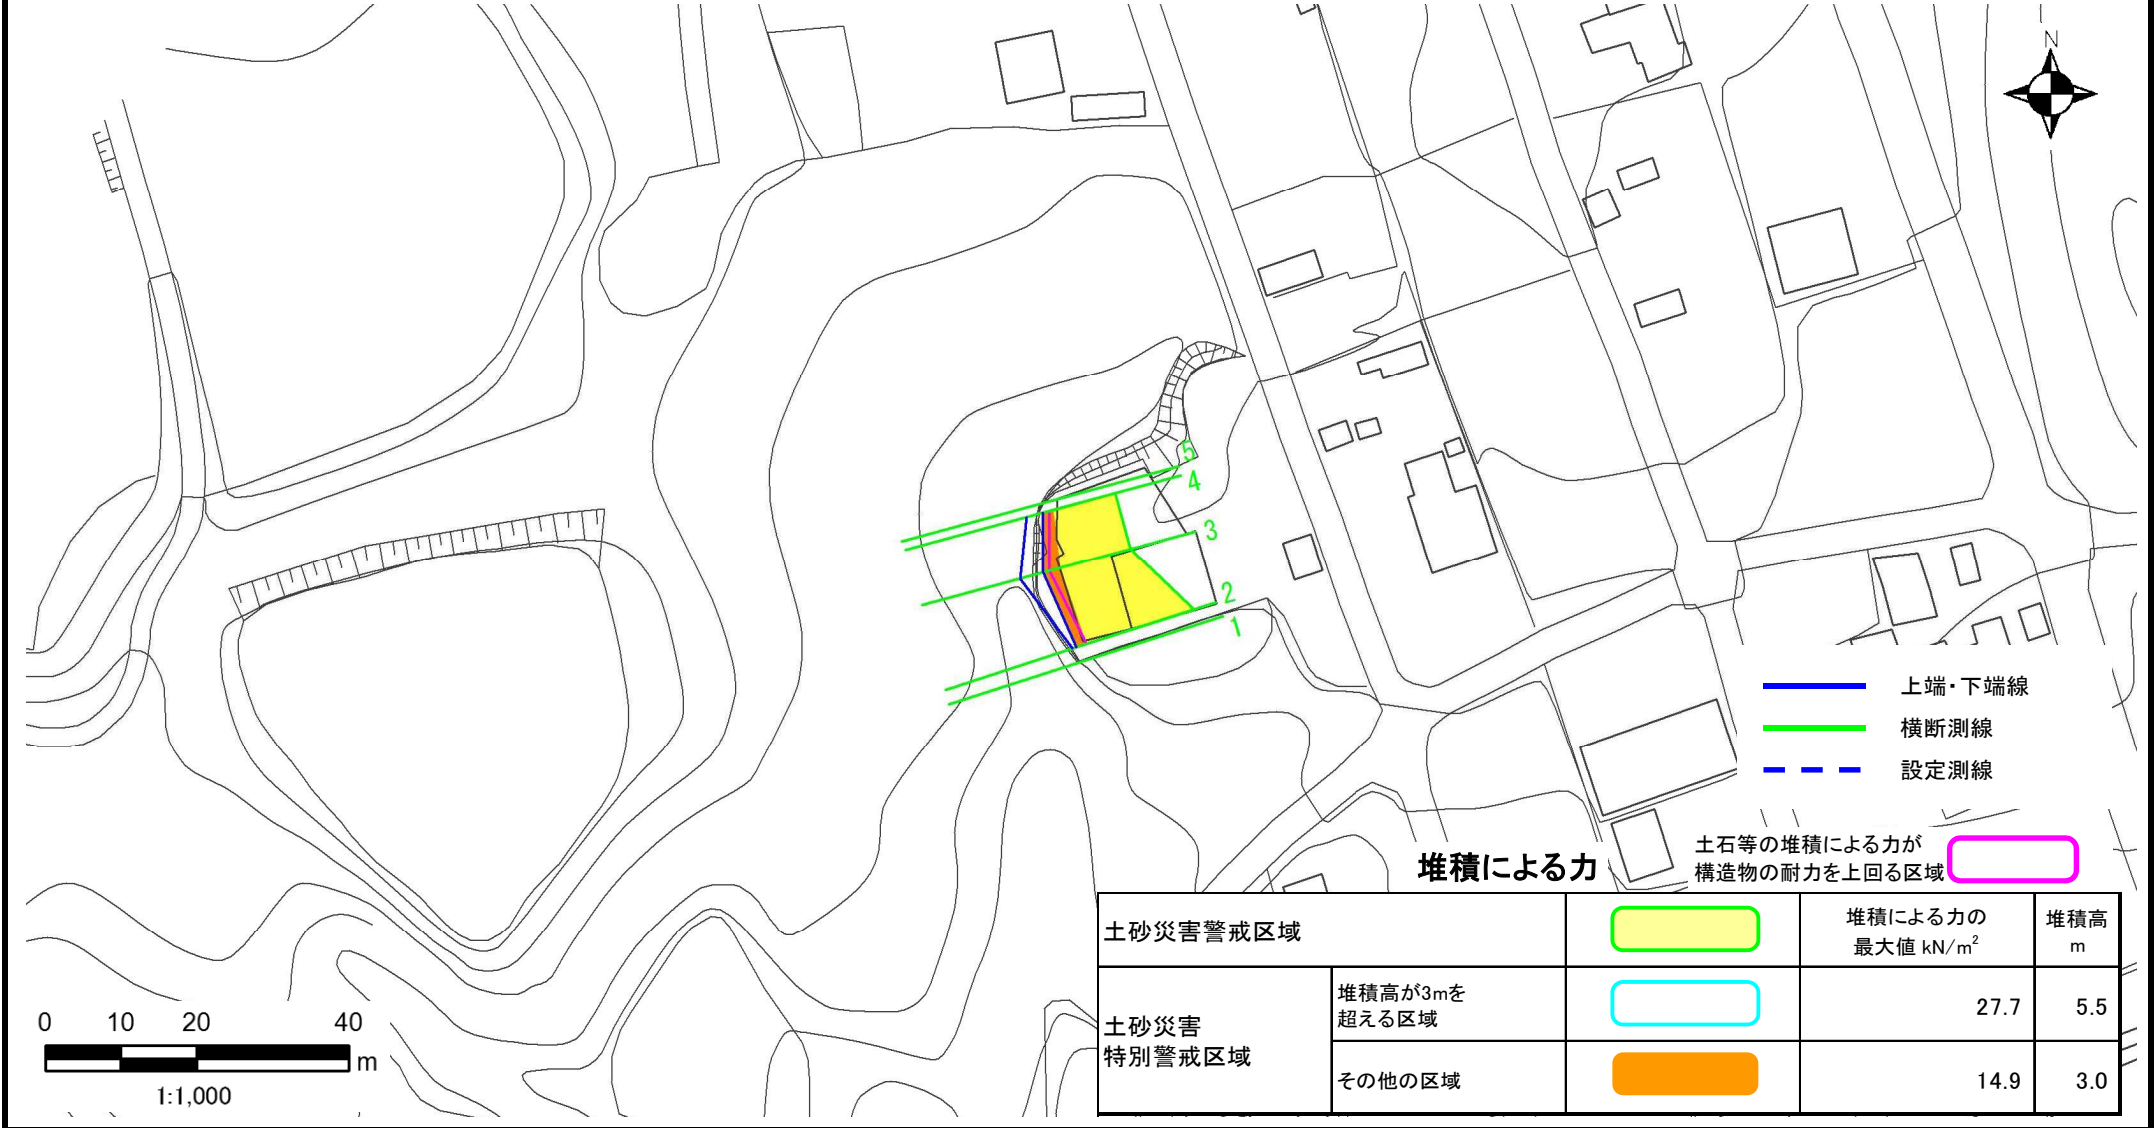 N
5
4
3
2
1
上端・下端線
横断測線
設定測線
堆積による力
土石等の堆積による力が
構造物の耐力を上回る区域
土砂災害警戒区域
堆積による力の
最大値 kN/m²
堆積高
m
土砂災害
特別警戒区域
堆積高が3mを
超える区域
27.7
5.5
その他の区域
14.9
3.0
0 10 20 40
m
1:1,000